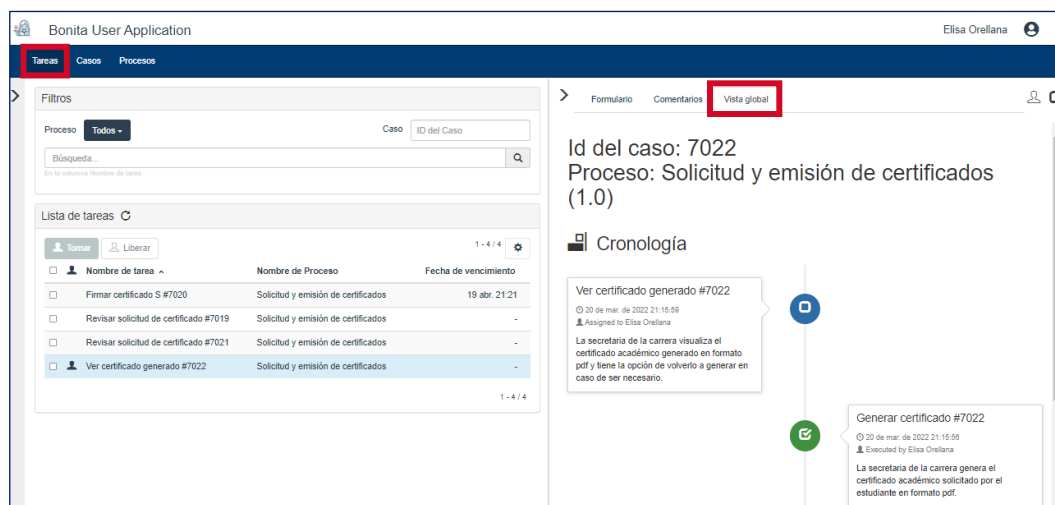 Bonita User Application
Elisa Orellana
Tareas Casos Procesos
Filtros
Proceso Todos Caso ID del Caso
Búsqueda...
En la columna Nombre de tarea
Lista de tareas
Tomar Liberar 1 - 4 / 4
Nombre de tarea Nombre de Proceso Fecha de vencimiento
Firmar certificado S #7020 Solicitud y emisión de certificados 19 abr. 21:21
Revisar solicitud de certificado #7019 Solicitud y emisión de certificados -
Revisar solicitud de certificado #7021 Solicitud y emisión de certificados -
Ver certificado generado #7022 Solicitud y emisión de certificados -
1 - 4 / 4
Formulario Comentarios Vista global
Id del caso: 7022
Proceso: Solicitud y emisión de certificados
(1.0)
Cronología
Ver certificado generado #7022
20 de mar. de 2022 21:15:59
Assigned to Elisa Orellana
La secretaria de la carrera visualiza el
certificado académico generado en formato
pdf y tiene la opción de volverlo a generar en
caso de ser necesario.
Generar certificado #7022
20 de mar. de 2022 21:15:58
Executed by Elisa Orellana
La secretaria de la carrera genera el
certificado académico solicitado por el
estudiante en formato pdf.